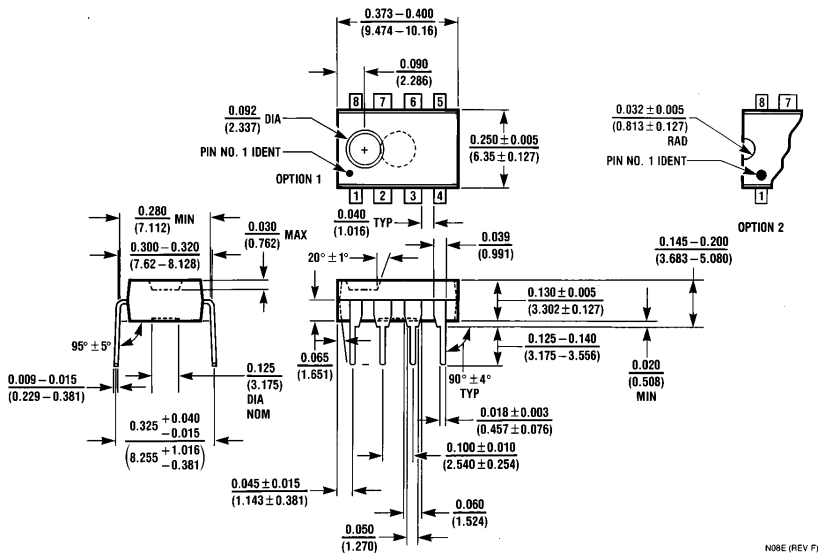 0.373 – 0.400
(9.474 – 10.16)
0.090
(2.286)
8 7 6 5
0.092 DIA
(2.337)
PIN NO. 1 IDENT
OPTION 1
0.250 ± 0.005
(6.35 ± 0.127)
1 2 3 4
0.032 ± 0.005
(0.813 ± 0.127)
RAD
PIN NO. 1 IDENT
8 7
1
OPTION 2
0.280 MIN
(7.112)
0.300 – 0.320
(7.62 – 8.128)
0.030 MAX
(0.762)
0.040 TYP
(1.016)
20° ± 1°
0.039
(0.991)
0.145 – 0.200
(3.683 – 5.080)
0.130 ± 0.005
(3.302 ± 0.127)
0.125 – 0.140
(3.175 – 3.556)
0.020
(0.508)
MIN
95° ± 5°
0.009 – 0.015
(0.229 – 0.381)
0.125
(3.175)
DIA
NOM
0.065
(1.651)
90° ± 4°
TYP
0.325 +0.040
−0.015
(8.255 +1.016
−0.381)
0.018 ± 0.003
(0.457 ± 0.076)
0.100 ± 0.010
(2.540 ± 0.254)
0.045 ± 0.015
(1.143 ± 0.381)
0.060
(1.524)
0.050
(1.270)
N08E (REV F)